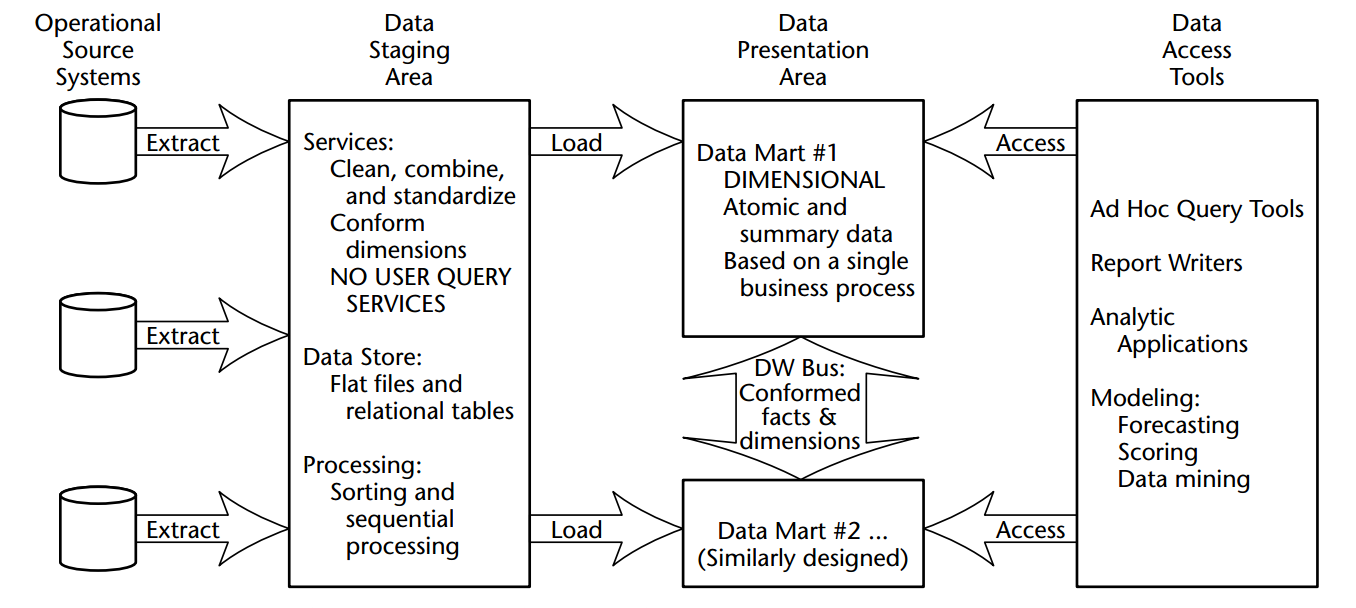 Operational
Source
Systems
Data
Staging
Area
Data
Presentation
Area
Data
Access
Tools
Extract
Extract
Extract
Services:
Clean, combine,
and standardize
Conform
dimensions
NO USER QUERY
SERVICES
Data Store:
Flat files and
relational tables
Processing:
Sorting and
sequential
processing
Load
Load
Data Mart #1
DIMENSIONAL
Atomic and
summary data
Based on a single
business process
DW Bus:
Conformed
facts &
dimensions
Data Mart #2 ...
(Similarly designed)
Access
Access
Ad Hoc Query Tools
Report Writers
Analytic
Applications
Modeling:
Forecasting
Scoring
Data mining